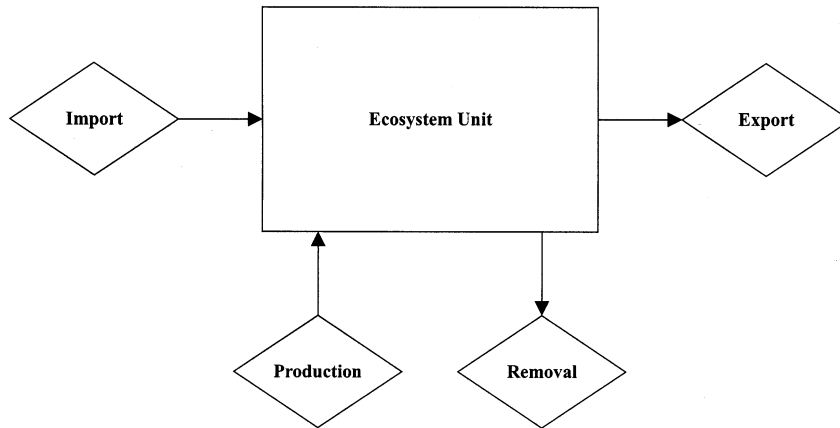 Import
Ecosystem Unit
Export
Production
Removal